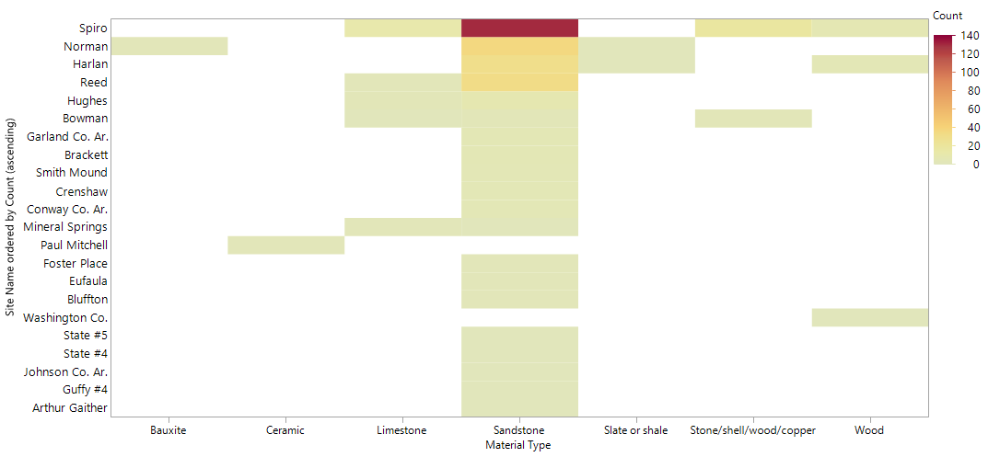 Count
140
120
100
80
60
40
20
0
Site Name ordered by Count (ascending)
Spiro
Norman
Harlan
Reed
Hughes
Bowman
Garland Co. Ar.
Brackett
Smith Mound
Crenshaw
Conway Co. Ar.
Mineral Springs
Paul Mitchell
Foster Place
Eufaula
Bluffton
Washington Co.
State #5
State #4
Johnson Co. Ar.
Guffy #4
Arthur Gaither
Bauxite Ceramic Limestone Sandstone Slate or shale Stone/shell/wood/copper Wood
Material Type